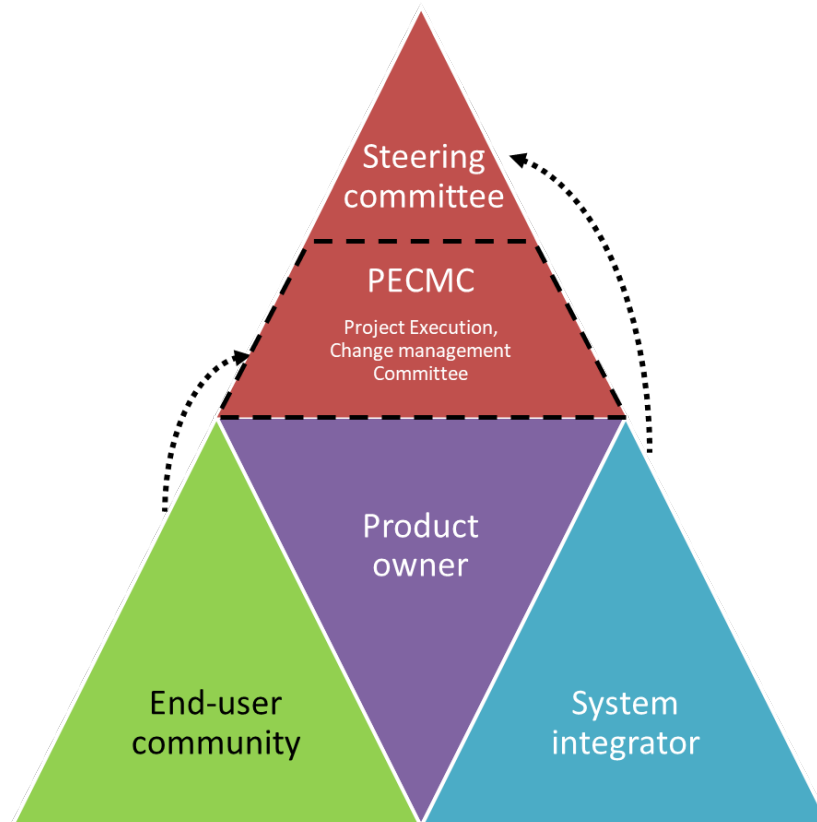 Steering
committee
PECMC
Project Execution,
Change management
Committee
Product
owner
End-user
community
System
integrator